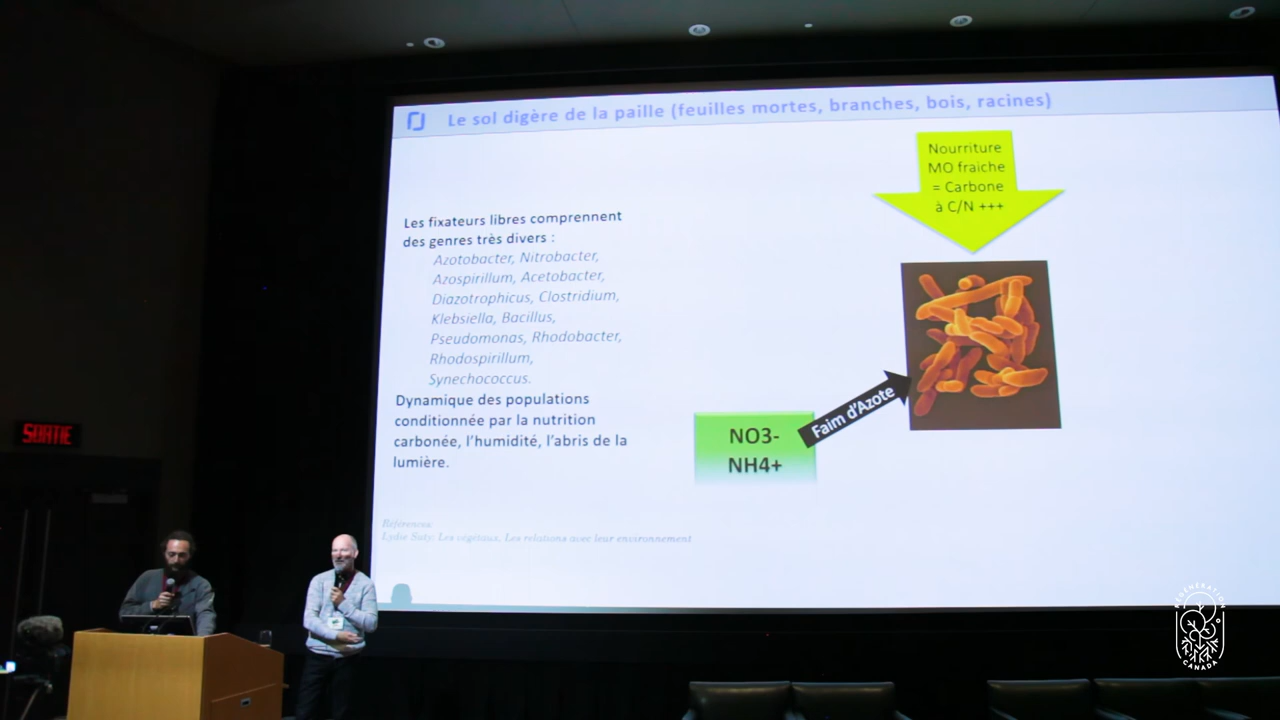 Le sol digère de la paille (feuilles mortes, branches, bois, racines)
Nourriture
MO fraiche
= Carbone
à C/N +++
Les fixateurs libres comprennent
des genres très divers :
Azotobacter, Nitrobacter,
Azospirillum, Acetobacter,
Diazotrophicus, Clostridium,
Klebsiella, Bacillus,
Pseudomonas, Rhodobacter,
Rhodospirillum,
Synechococcus.
Dynamique des populations
conditionnée par la nutrition
carbonée, l'humidité, l'abris de la
lumière.
Faim d'Azote
NO3-
NH4+
Références:
Lydie Suty; Les végétaux, Les relations avec leur environnement
SORTIE
REGENERATION
CANADA